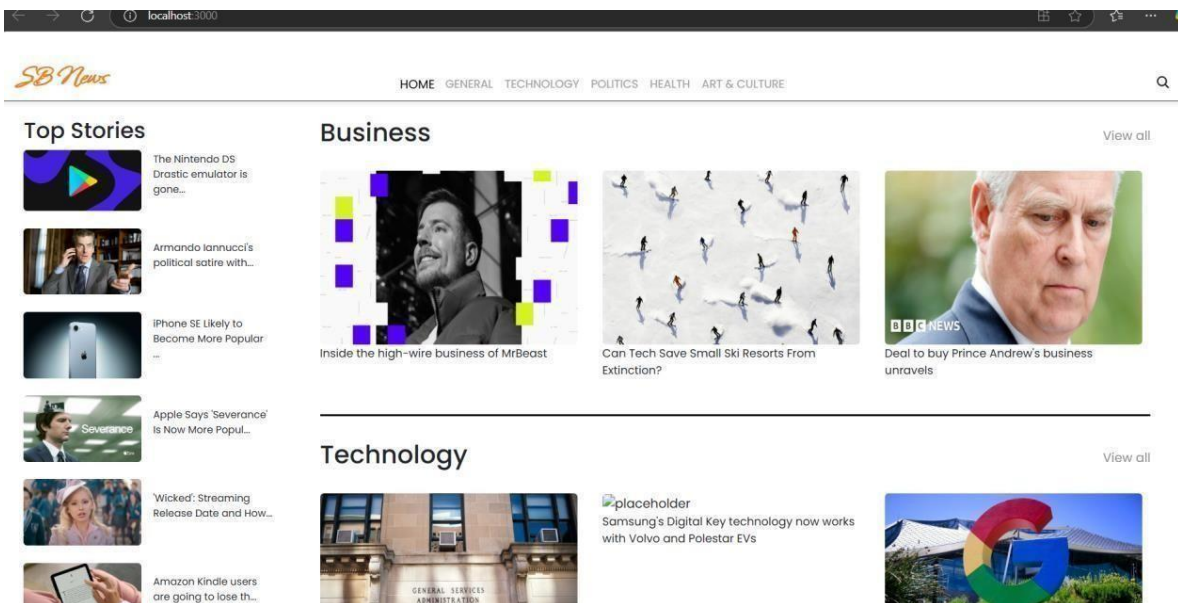 localhost:3000
SB News
HOME GENERAL TECHNOLOGY POLITICS HEALTH ART & CULTURE
Top Stories
The Nintendo DS
Drastic emulator is
gone...
Armando Iannucci's
political satire with...
iPhone SE Likely to
Become More Popular
...
Severance
Apple Says 'Severance'
Is Now More Popul...
'Wicked': Streaming
Release Date and How...
Amazon Kindle users
are going to lose th...
Business
View all
Inside the high-wire business of MrBeast
Can Tech Save Small Ski Resorts From
Extinction?
BBC NEWS
Deal to buy Prince Andrew's business
unravels
Technology
View all
GENERAL SERVICES
ADMINISTRATION
placeholder
Samsung's Digital Key technology now works
with Volvo and Polestar EVs